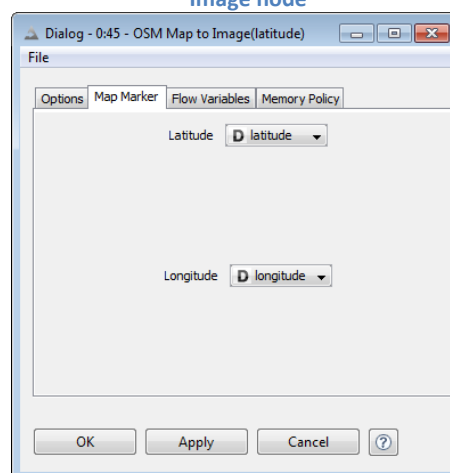 Image node
Dialog - 0:45 - OSM Map to Image(latitude)
File
Options Map Marker Flow Variables Memory Policy
Latitude D latitude
Longitude D longitude
OK Apply Cancel ?